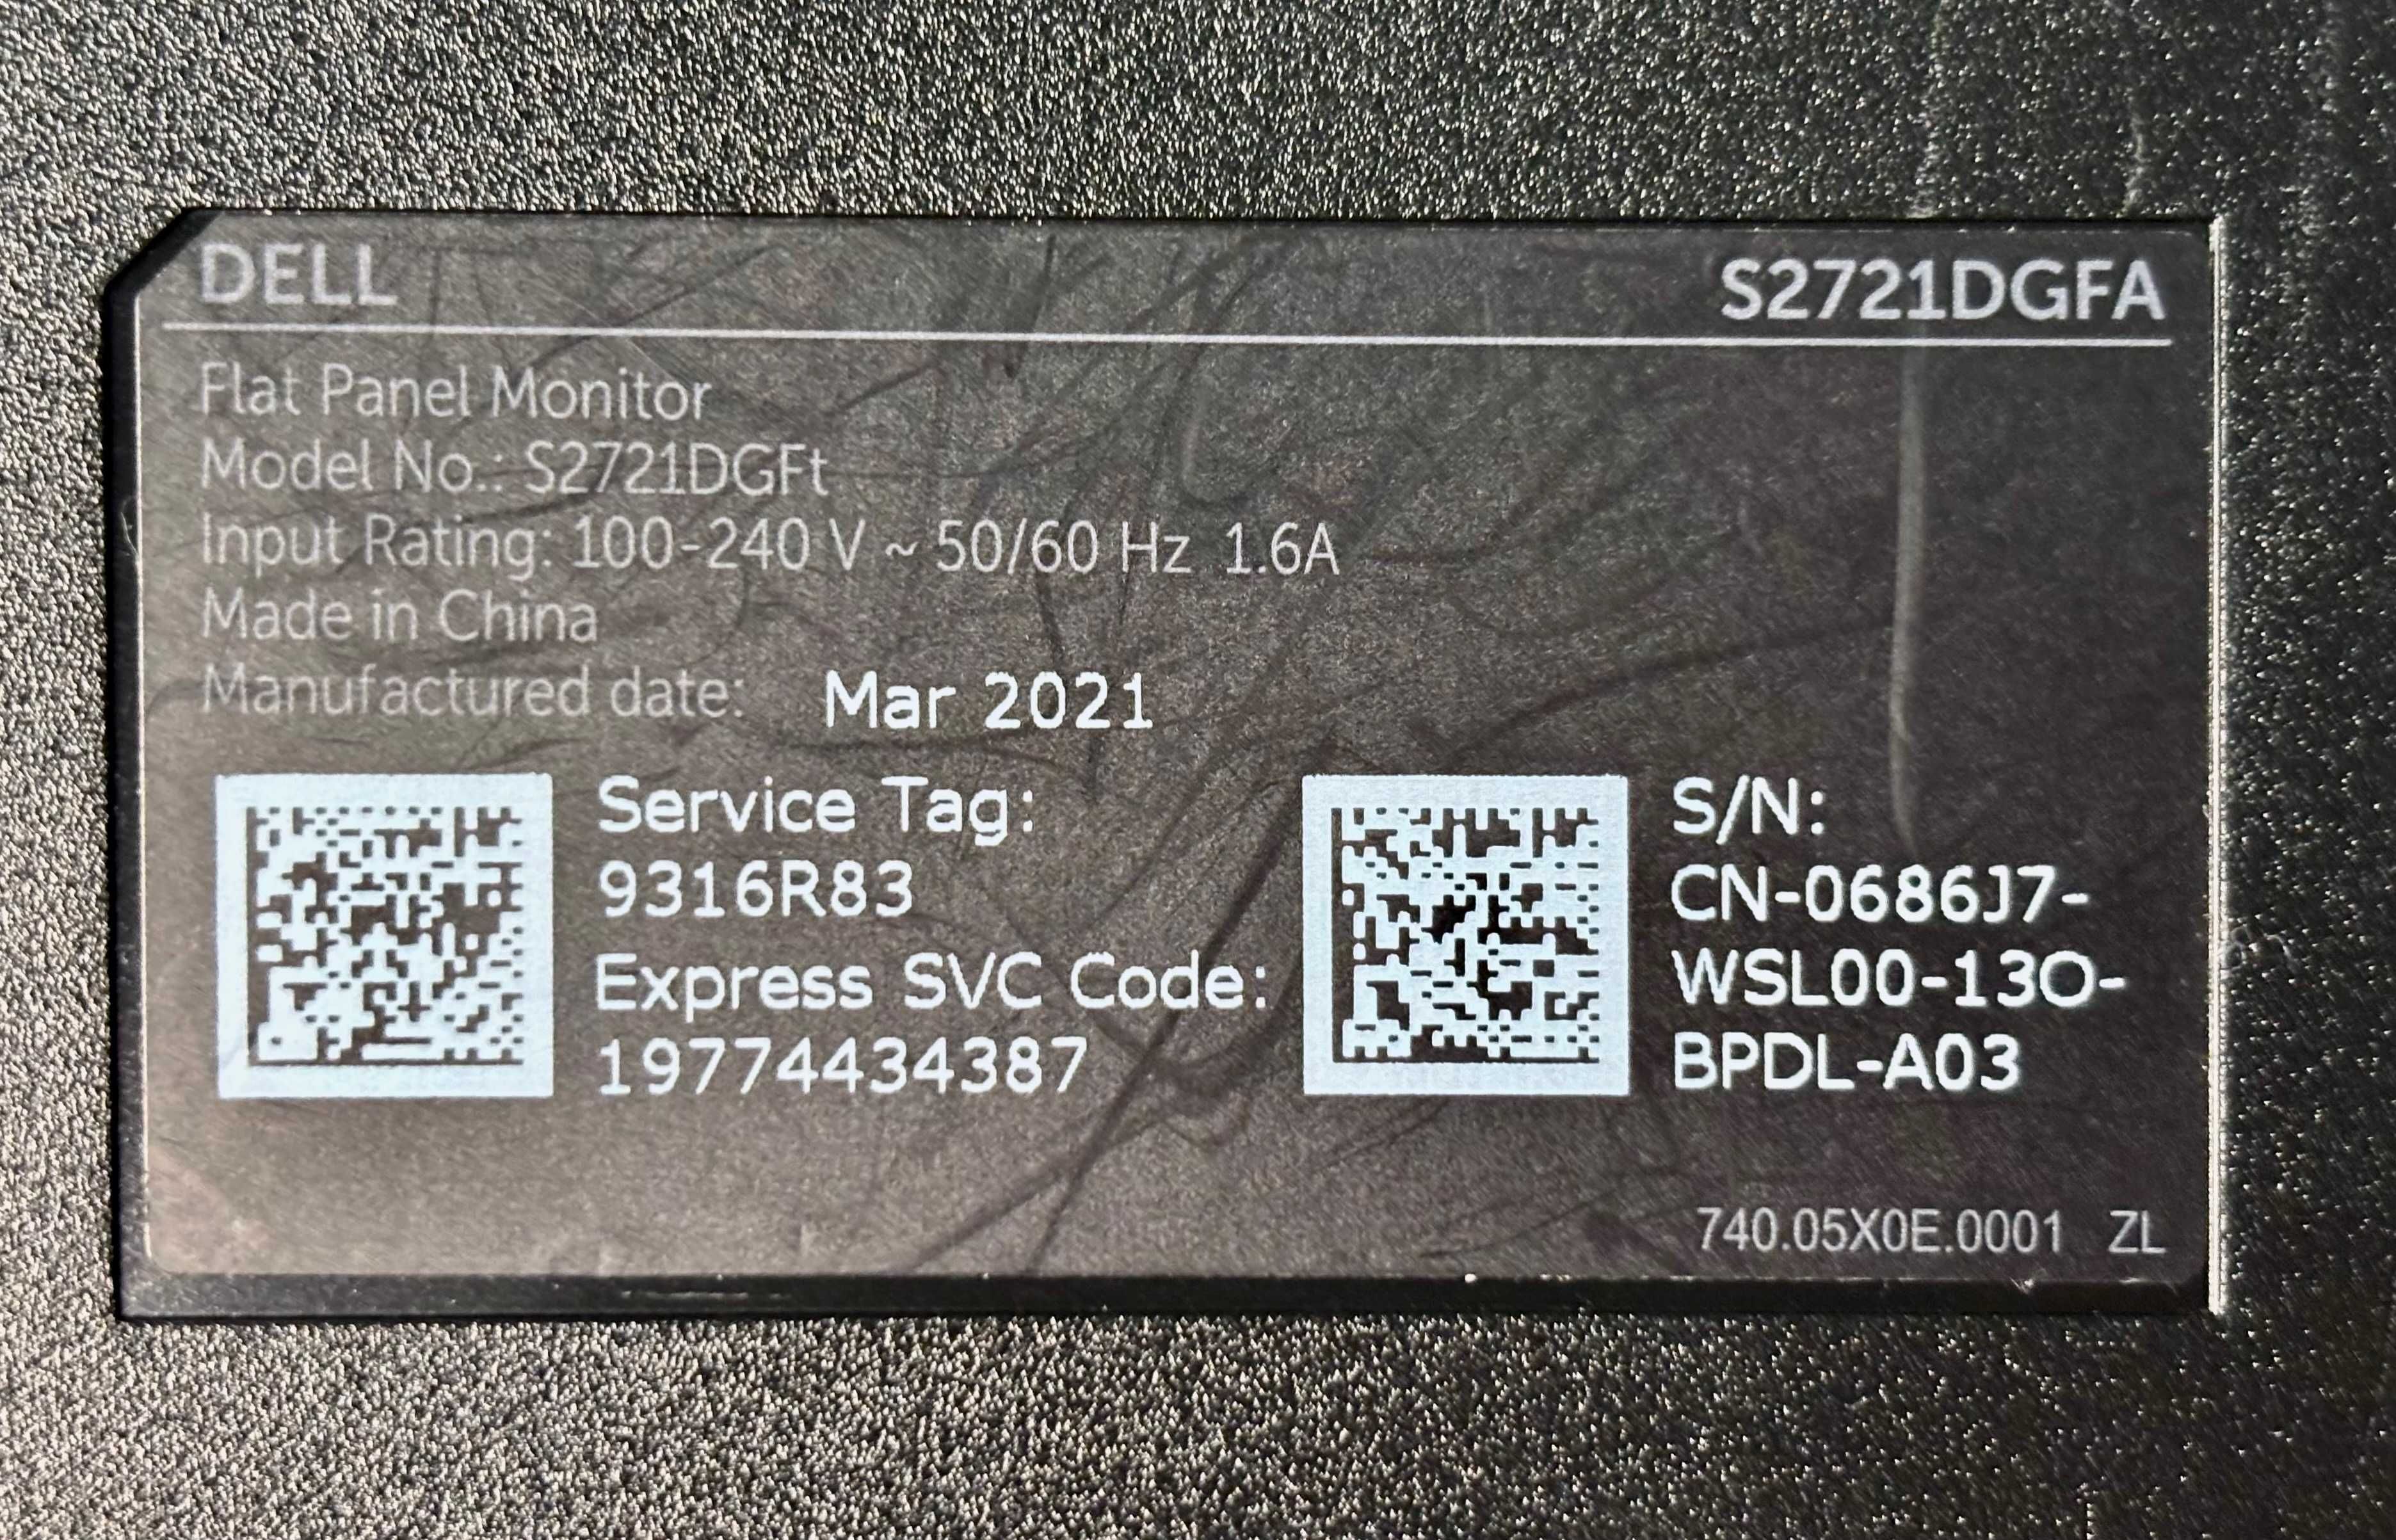 DELL S2721DGFA
Flat Panel Monitor
Model No.: S2721DGFt
Input Rating: 100-240 V ~ 50/60 Hz 1.6A
Made in China
Manufactured date: Mar 2021
Service Tag:
9316R83
Express SVC Code:
19774434387
S/N:
CN-0686J7-
WSL00-13O-
BPDL-A03
740.05X0E.0001 ZL